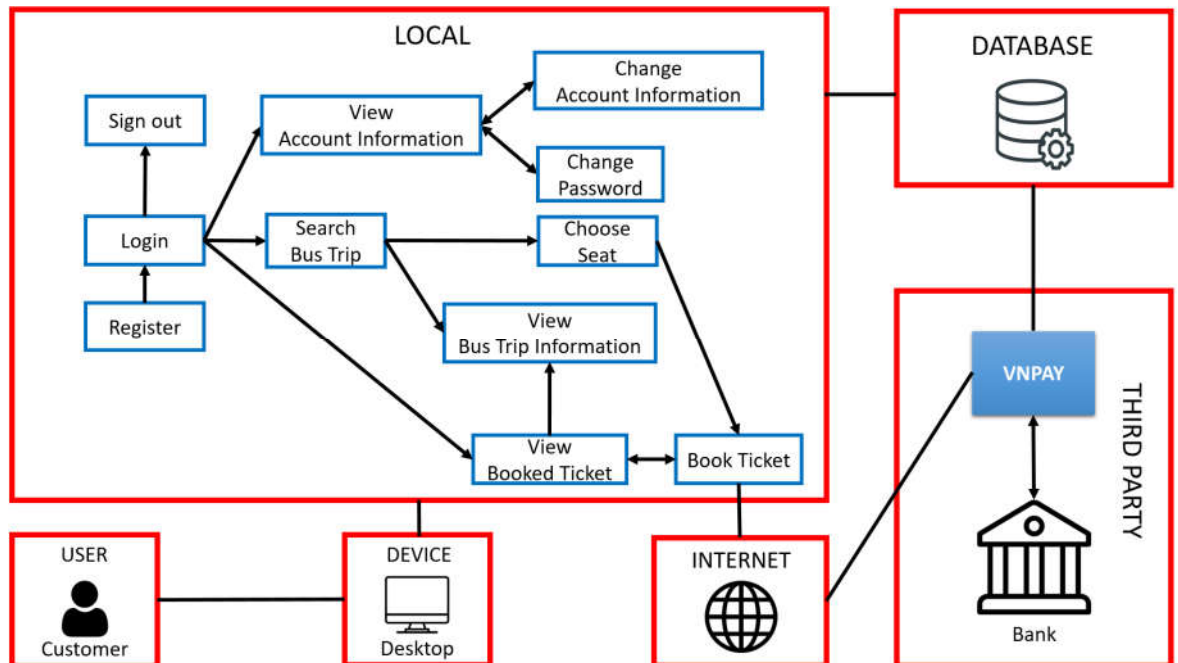 LOCAL
DATABASE
Change
Account Information
View
Account Information
Sign out
Change
Password
Login
Search
Bus Trip
Choose
Seat
Register
View
Bus Trip Information
VNPAY
THIRD PARTY
View
Booked Ticket
Book Ticket
USER
Customer
DEVICE
Desktop
INTERNET
Bank